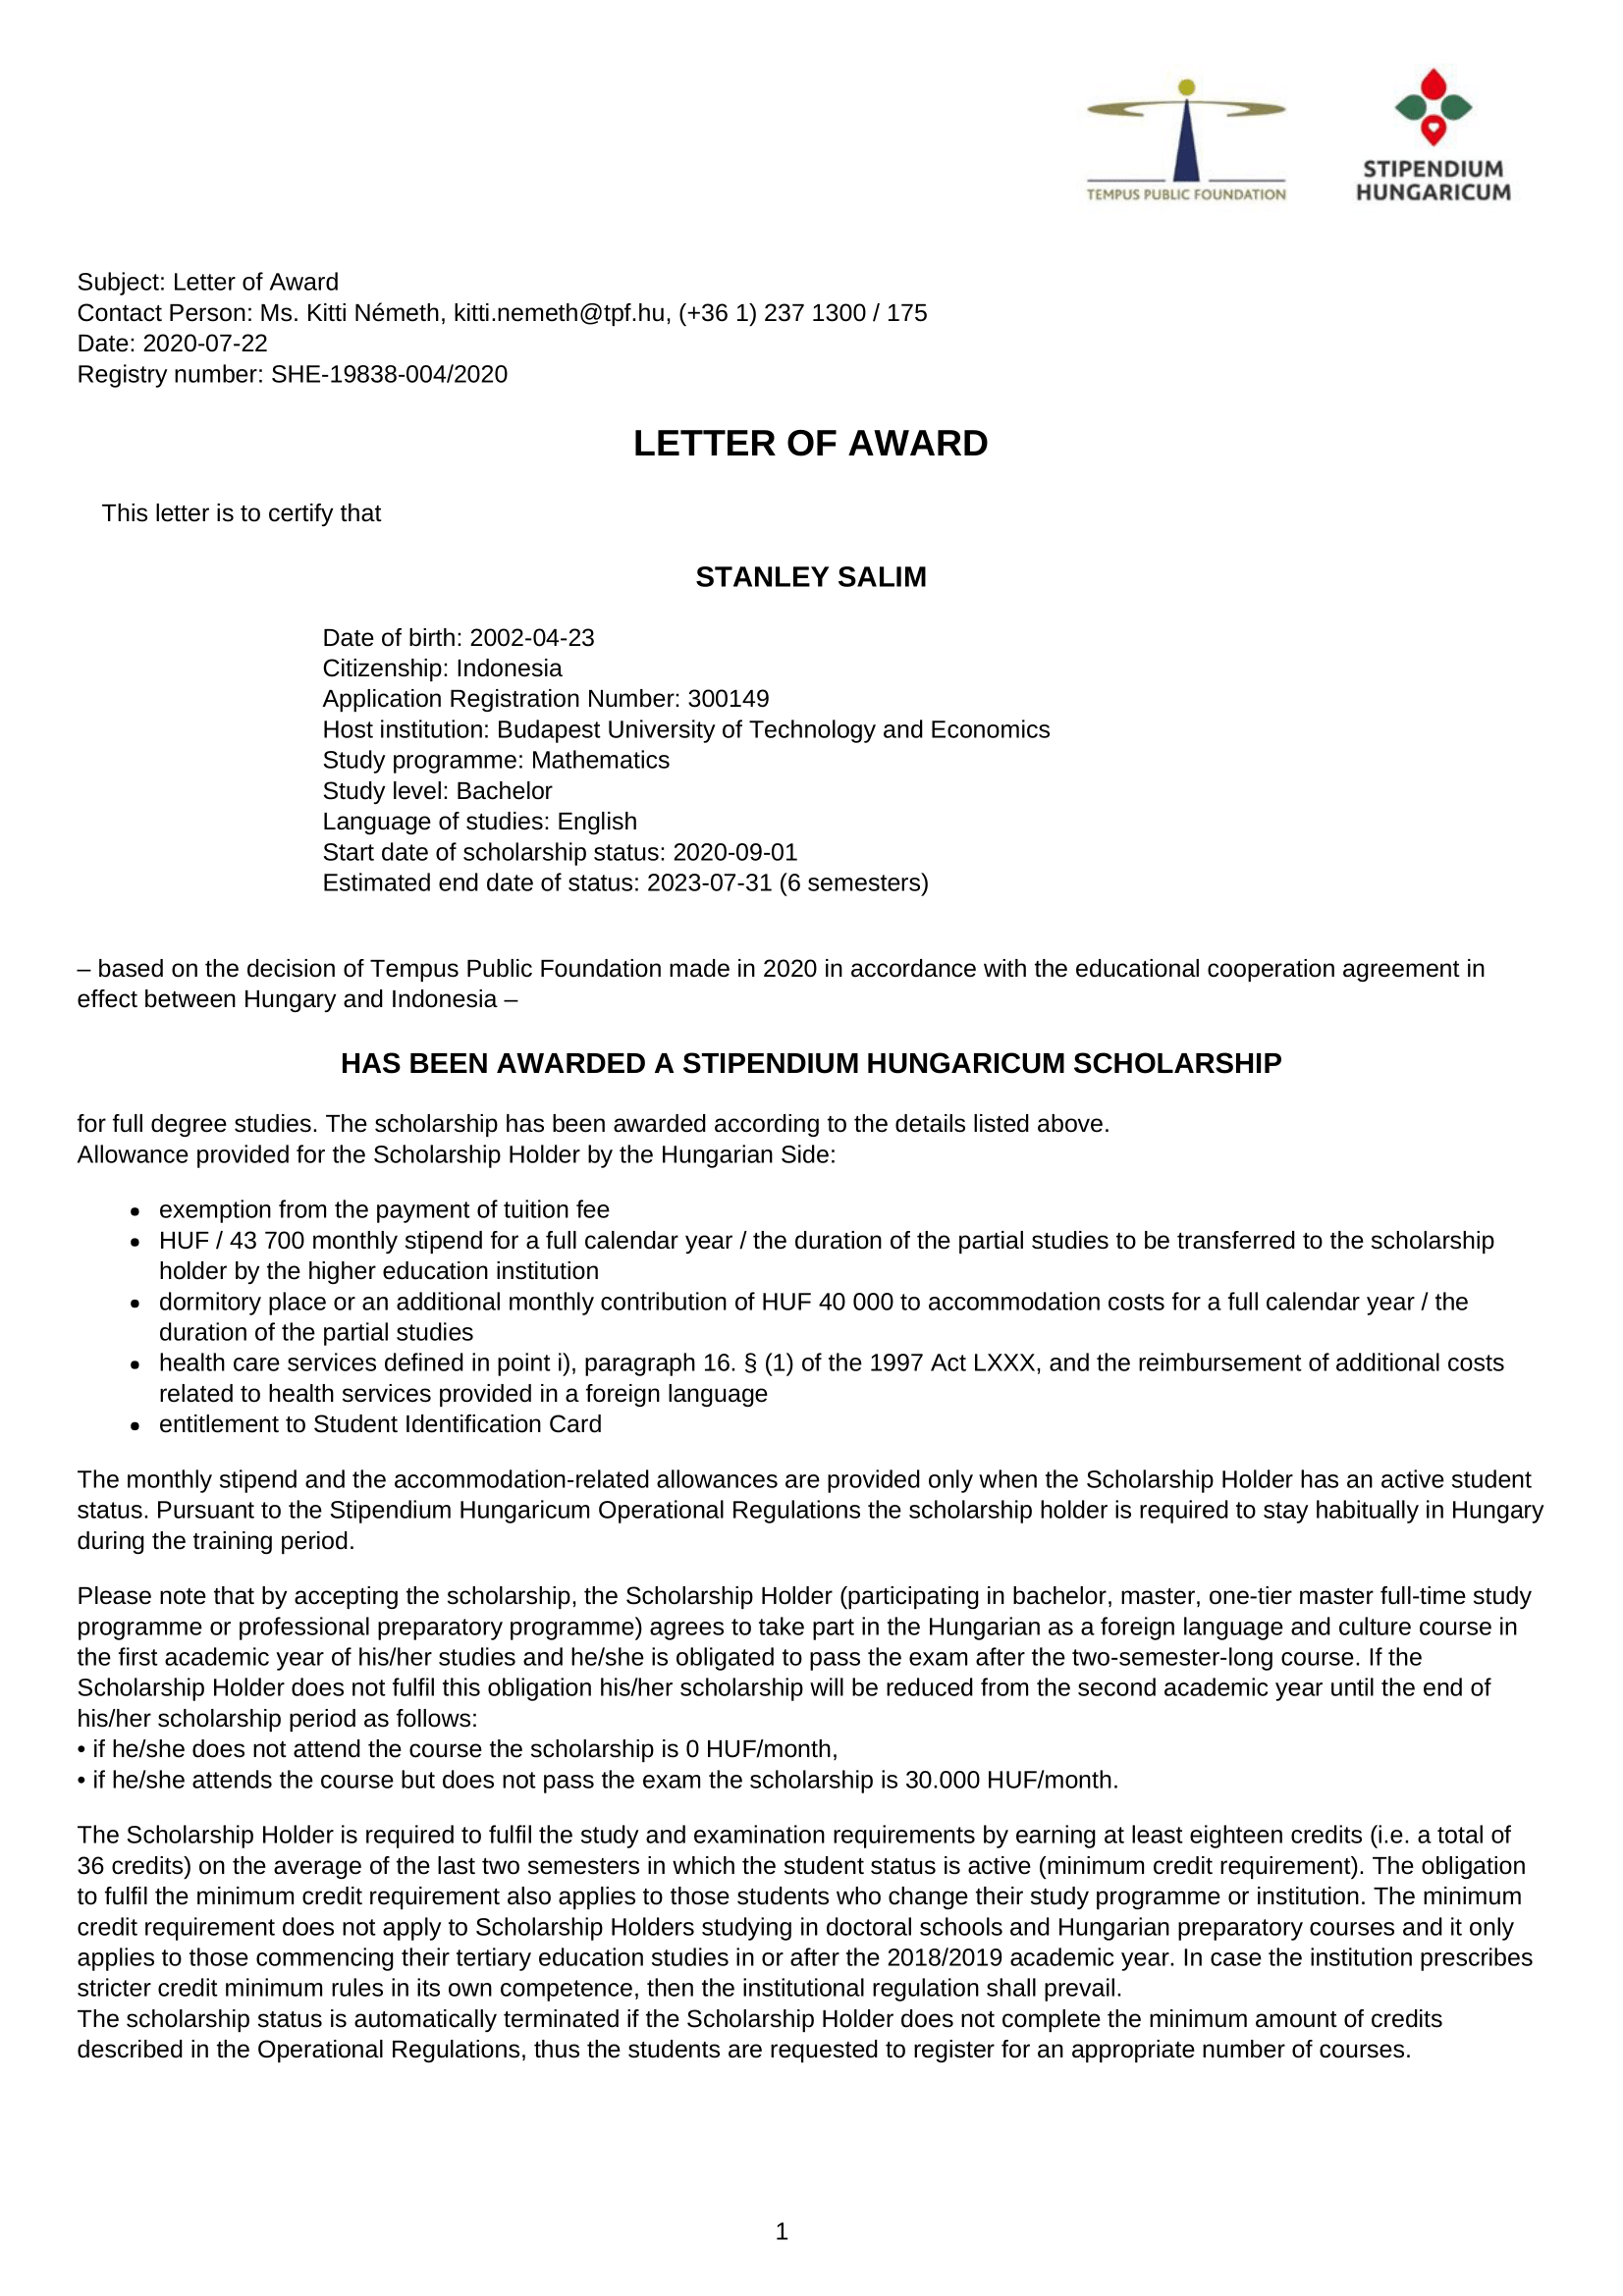 TEMPUS PUBLIC FOUNDATION
STIPENDIUM
HUNGARICUM
Subject: Letter of Award
Contact Person: Ms. Kitti Németh, kitti.nemeth@tpf.hu, (+36 1) 237 1300 / 175
Date: 2020-07-22
Registry number: SHE-19838-004/2020
LETTER OF AWARD
This letter is to certify that
STANLEY SALIM
Date of birth: 2002-04-23
Citizenship: Indonesia
Application Registration Number: 300149
Host institution: Budapest University of Technology and Economics
Study programme: Mathematics
Study level: Bachelor
Language of studies: English
Start date of scholarship status: 2020-09-01
Estimated end date of status: 2023-07-31 (6 semesters)
– based on the decision of Tempus Public Foundation made in 2020 in accordance with the educational cooperation agreement in
effect between Hungary and Indonesia –
HAS BEEN AWARDED A STIPENDIUM HUNGARICUM SCHOLARSHIP
for full degree studies. The scholarship has been awarded according to the details listed above.
Allowance provided for the Scholarship Holder by the Hungarian Side:
• exemption from the payment of tuition fee
• HUF / 43 700 monthly stipend for a full calendar year / the duration of the partial studies to be transferred to the scholarship
holder by the higher education institution
• dormitory place or an additional monthly contribution of HUF 40 000 to accommodation costs for a full calendar year / the
duration of the partial studies
• health care services defined in point i), paragraph 16. § (1) of the 1997 Act LXXX, and the reimbursement of additional costs
related to health services provided in a foreign language
• entitlement to Student Identification Card
The monthly stipend and the accommodation-related allowances are provided only when the Scholarship Holder has an active student
status. Pursuant to the Stipendium Hungaricum Operational Regulations the scholarship holder is required to stay habitually in Hungary
during the training period.
Please note that by accepting the scholarship, the Scholarship Holder (participating in bachelor, master, one-tier master full-time study
programme or professional preparatory programme) agrees to take part in the Hungarian as a foreign language and culture course in
the first academic year of his/her studies and he/she is obligated to pass the exam after the two-semester-long course. If the
Scholarship Holder does not fulfil this obligation his/her scholarship will be reduced from the second academic year until the end of
his/her scholarship period as follows:
• if he/she does not attend the course the scholarship is 0 HUF/month,
• if he/she attends the course but does not pass the exam the scholarship is 30.000 HUF/month.
The Scholarship Holder is required to fulfil the study and examination requirements by earning at least eighteen credits (i.e. a total of
36 credits) on the average of the last two semesters in which the student status is active (minimum credit requirement). The obligation
to fulfil the minimum credit requirement also applies to those students who change their study programme or institution. The minimum
credit requirement does not apply to Scholarship Holders studying in doctoral schools and Hungarian preparatory courses and it only
applies to those commencing their tertiary education studies in or after the 2018/2019 academic year. In case the institution prescribes
stricter credit minimum rules in its own competence, then the institutional regulation shall prevail.
The scholarship status is automatically terminated if the Scholarship Holder does not complete the minimum amount of credits
described in the Operational Regulations, thus the students are requested to register for an appropriate number of courses.
1